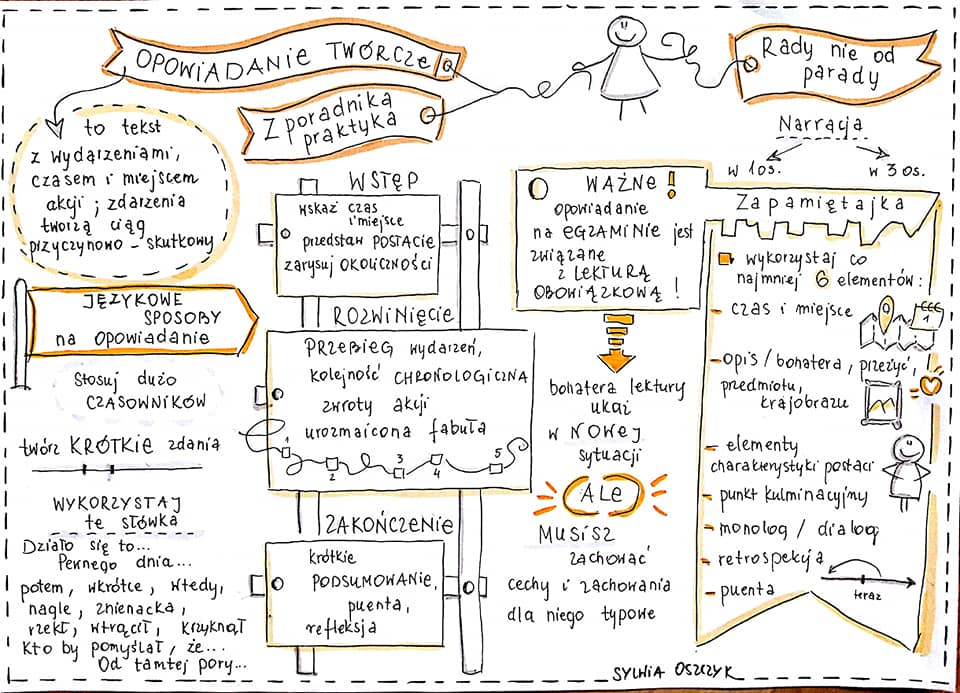 OPOWIADANIE TWÓRCZE
Z poradnika
praktyka
Rady nie od
parady
to tekst
z wydarzeniami,
czasem i miejscem
akcji; zdarzenia
tworzą ciąg
przyczynowo-skutkowy
JĘZYKOWE
SPOSOBY
na opowiadanie
Stosuj dużo
CZASOWNIKÓW
twórz KRÓTKIE zdania
WYKORZYSTAJ
te słówka
Działo się to...
Pewnego dnia...
potem, wkrótce, wtedy,
nagle, znienacka,
rzekł, wtrącił, krzyknął
Kto by pomyślał, że...
Od tamtej pory...
WSTĘP
wskaż czas
i miejsce
przedstaw POSTACIE
zarysuj OKOLICZNOŚCI
ROZWINIĘCIE
PRZEBIEG wydarzeń,
kolejność CHRONOLOGICZNA
zwroty akcji
urozmaicona fabuła
1 2 3 4 5
ZAKOŃCZENIE
krótkie
PODSUMOWANIE,
puenta,
refleksja
WAŻNE!
opowiadanie
na EGZAMINIE jest
związane
z LEKTURĄ
OBOWIĄZKOWĄ!
bohatera lektury
ukaż
w NOWEJ
sytuacji
ALE
MUSISZ
zachować
cechy i zachowania
dla niego typowe
Narracja
w 1 os. w 3 os.
Zapamiętajka
wykorzystaj co
najmniej 6 elementów:
- czas i miejsce
1
- opis / bohatera, przeżyć,
przedmiotu,
krajobrazu
- elementy
charakterystyki postaci
- punkt kulminacyjny
- monolog / dialog
- retrospekcja
teraz
- puenta
SYLWIA OSZCZYK